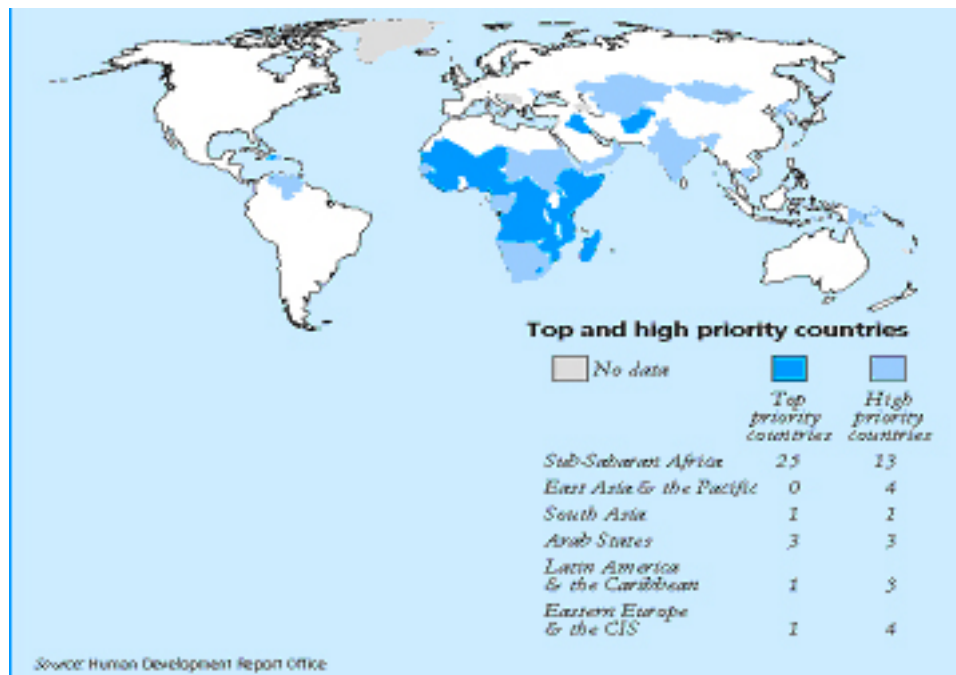 Top and high priority countries
No data
Top
priority
countries
High
priority
countries
Sub-Saharan Africa 25 13
East Asia & the Pacific 0 4
South Asia 1 1
Arab States 3 3
Latin America
& the Caribbean 1 3
Eastern Europe
& the CIS 1 4
Source: Human Development Report Office